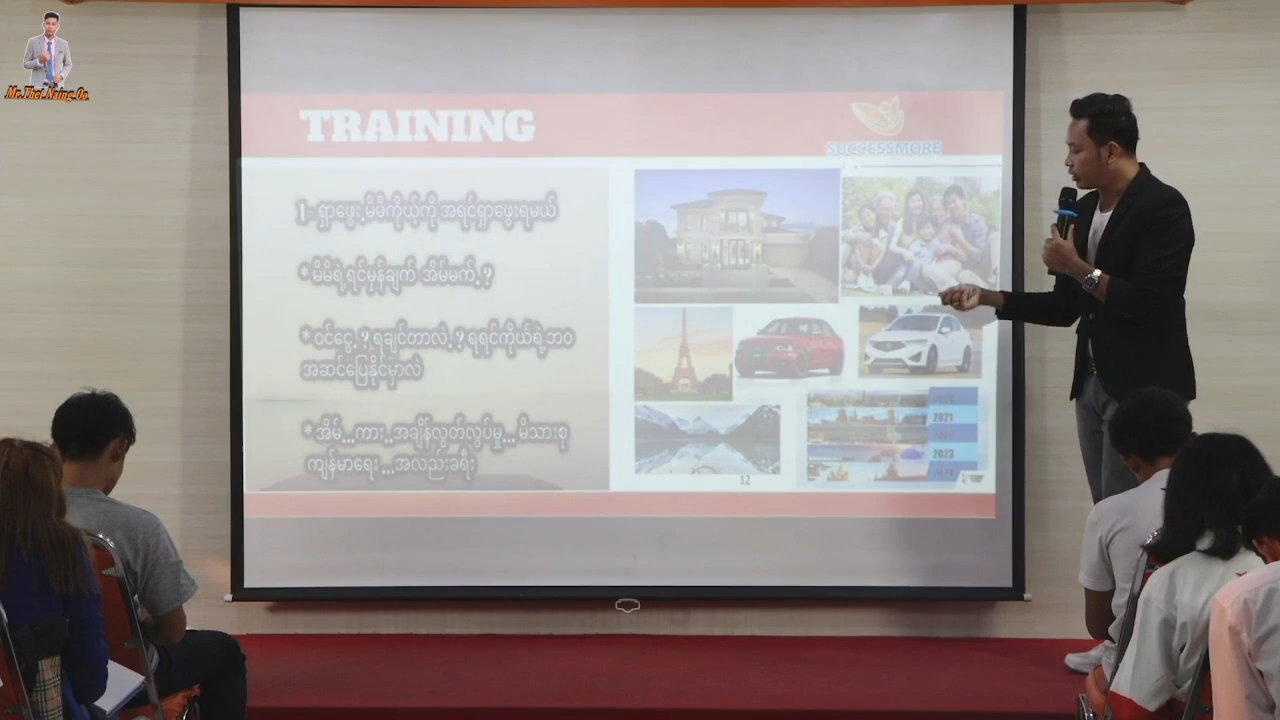 Mr.Thet Naing Oo
TRAINING
SUCCESSMORE
1- ရှာဖွေ, မိမိကိုယ်ကို အရင်ရှာဖွေရမယ်
* မိမိရဲ့ရင်မှန်ချက် အိမ်မက်, ?
* ဝင်ငွေ, ? ရချင်တာလဲ, ? ရရင်ကိုယ်ရဲ့ဘဝ
အဆင်ပြေနိုင်မှာလဲ
* အိမ်...ကား..အချိန်လွတ်လွပ်မှု... မိသားစု
ကျန်မာရေး ...အလည်းခရီး
2021
2023
12